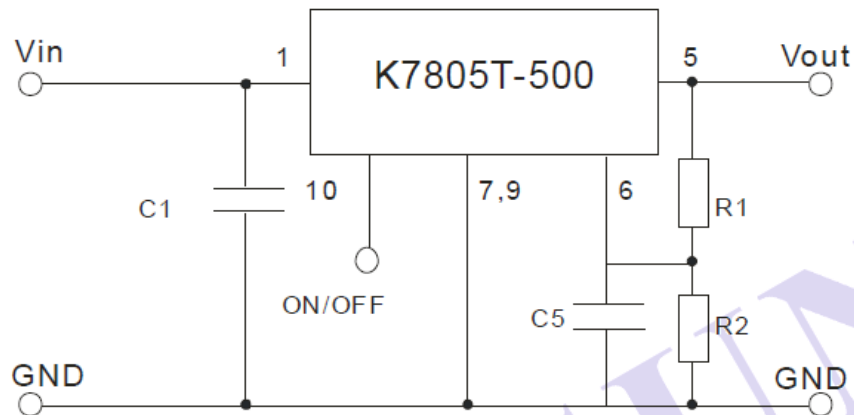 Vin
1
K7805T-500
5
Vout
C1
10
7,9
6
R1
ON/OFF
C5
R2
GND
GND